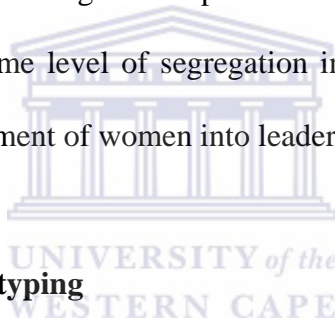 me level of segregation in
ment of women into leader
UNIVERSITY of the
typing
WESTERN CAPE